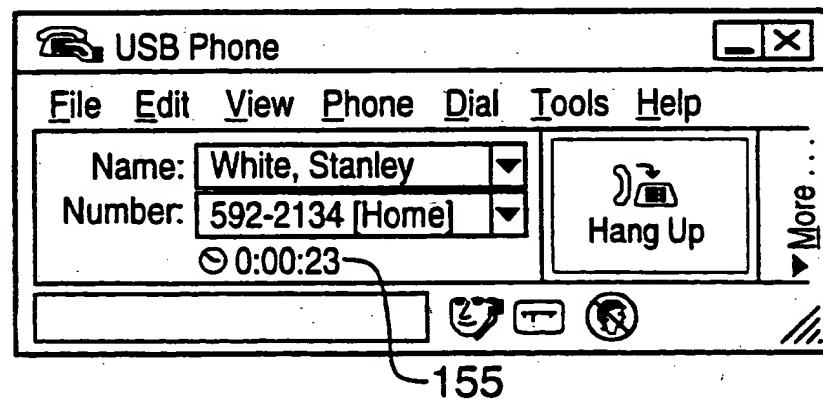 USB Phone
File Edit View Phone Dial Tools Help
Name: White, Stanley
Number: 592-2134 [Home]
0:00:23
Hang Up
More ...
155